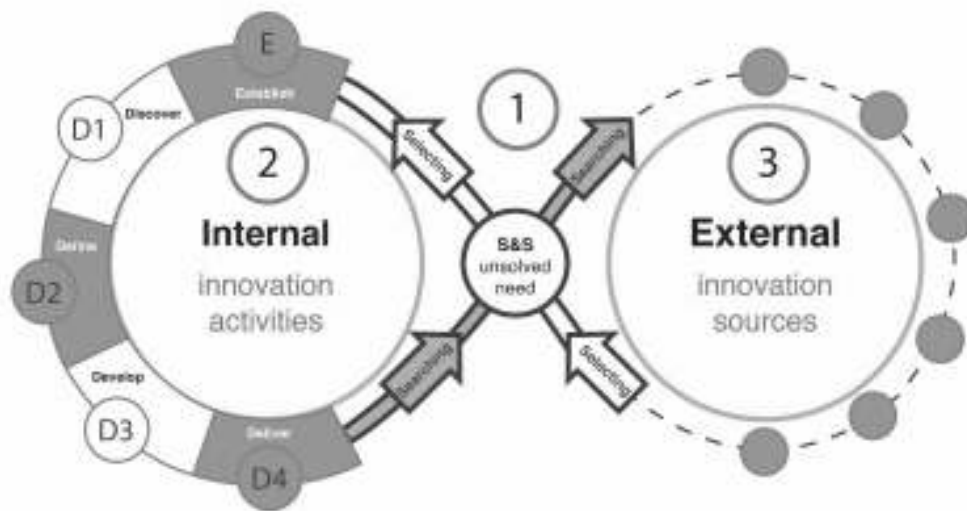 E
Establish
1
D1
Discover
Selecting
Searching
2
3
Internal
innovation
activities
S&S
unsolved
need
External
innovation
sources
Define
D2
Develop
D3
Searching
Selecting
Deliver
D4